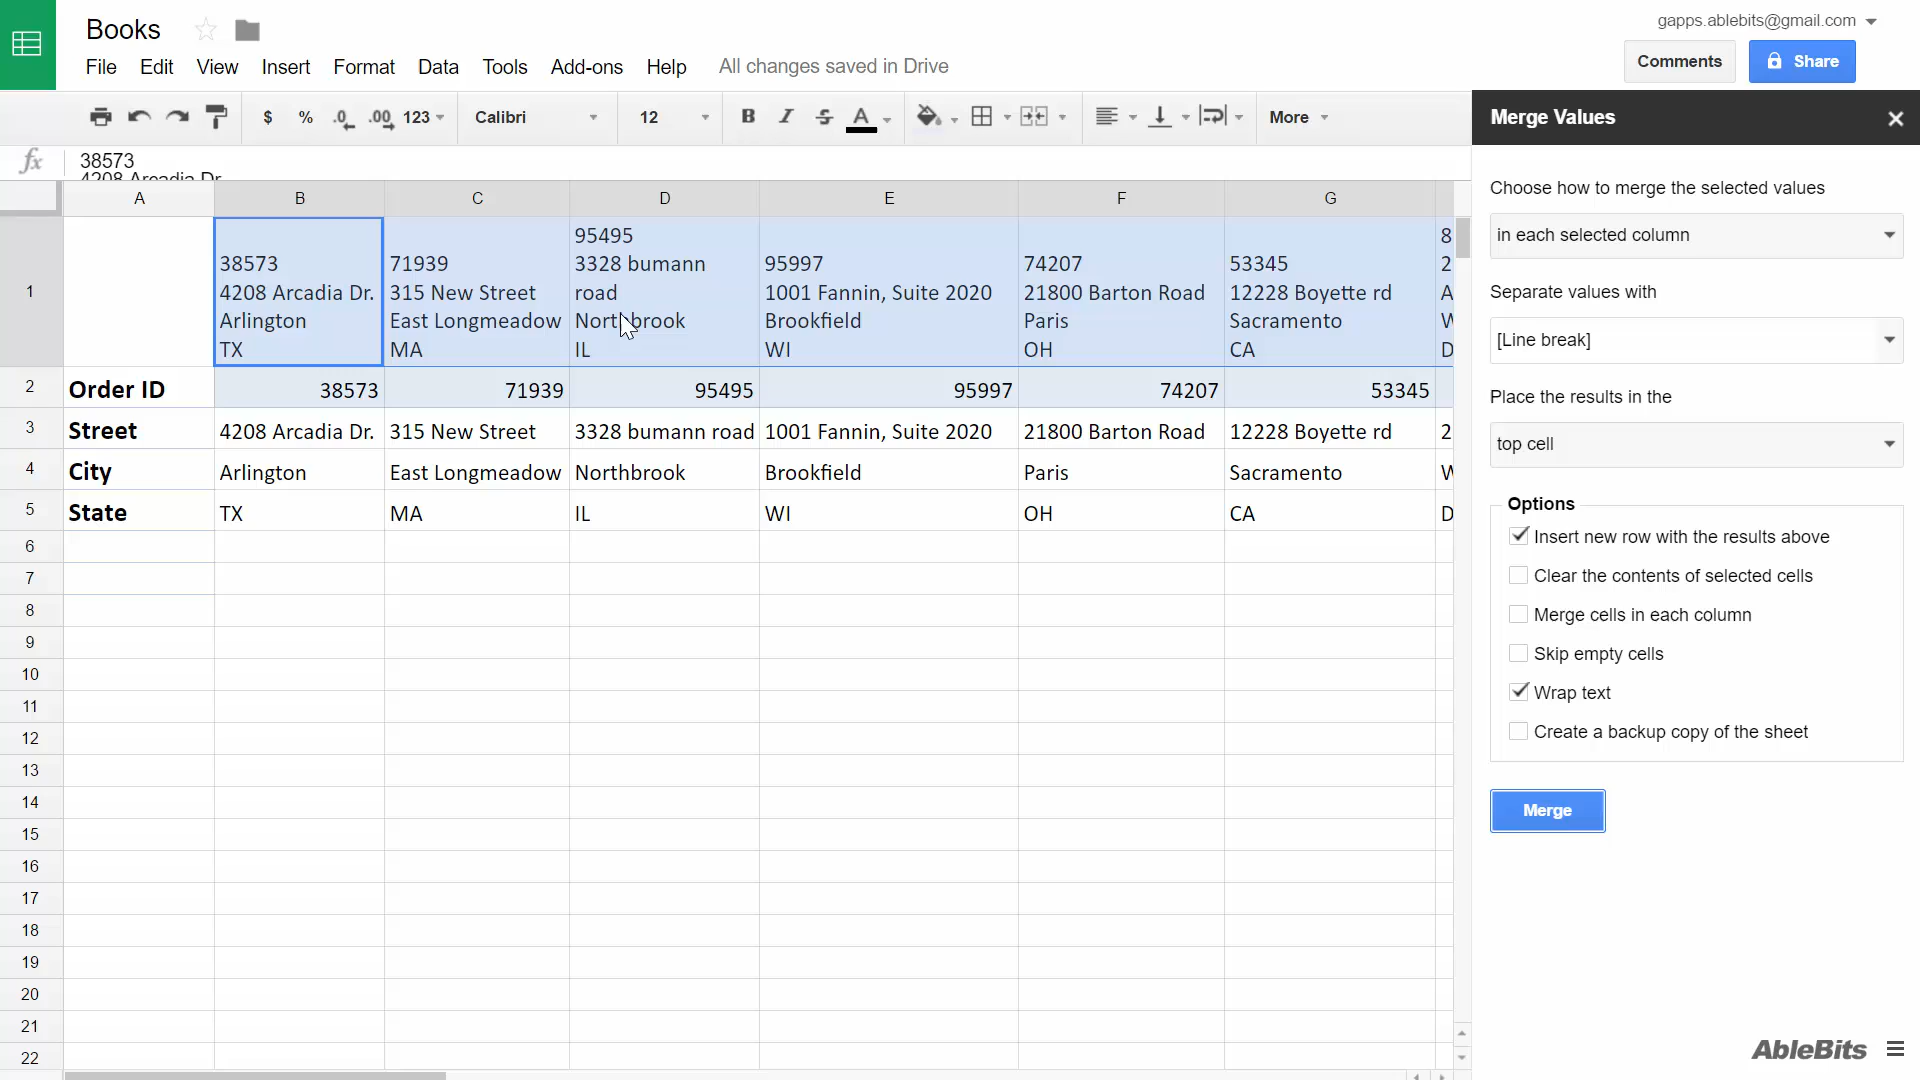 Books
gapps.ablebits@gmail.com
File Edit View Insert Format Data Tools Add-ons Help All changes saved in Drive
Comments Share
$ % .0 .00 123 Calibri 12 B I S A More
Merge Values
fx 38573
4208 Arcadia Dr.
A B C D E F G
Choose how to merge the selected values
in each selected column
Separate values with
[Line break]
Place the results in the
top cell
Options
Insert new row with the results above
Clear the contents of selected cells
Merge cells in each column
Skip empty cells
Wrap text
Create a backup copy of the sheet
Merge
AbleBits
1
38573
4208 Arcadia Dr.
Arlington
TX
71939
315 New Street
East Longmeadow
MA
95495
3328 bumann
road
Northbrook
IL
95997
1001 Fannin, Suite 2020
Brookfield
WI
74207
21800 Barton Road
Paris
OH
53345
12228 Boyette rd
Sacramento
CA
8
2
A
W
D
2 Order ID 38573 71939 95495 95997 74207 53345
3 Street 4208 Arcadia Dr. 315 New Street 3328 bumann road 1001 Fannin, Suite 2020 21800 Barton Road 12228 Boyette rd 2
4 City Arlington East Longmeadow Northbrook Brookfield Paris Sacramento W
5 State TX MA IL WI OH CA D
6
7
8
9
10
11
12
13
14
15
16
17
18
19
20
21
22